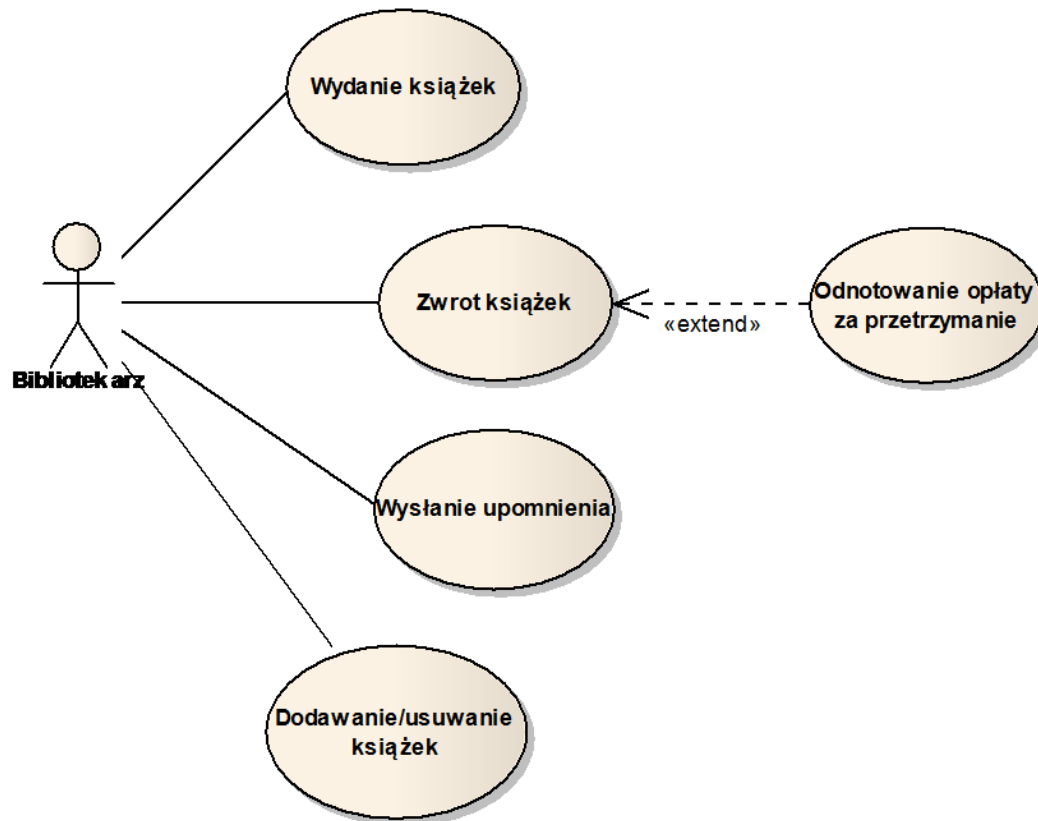 Wydanie książek
Zwrot książek
«extend»
Odnotowanie opłaty
za przetrzymanie
Bibliotekarz
Wysłanie upomnienia
Dodawanie/usuwanie
książek